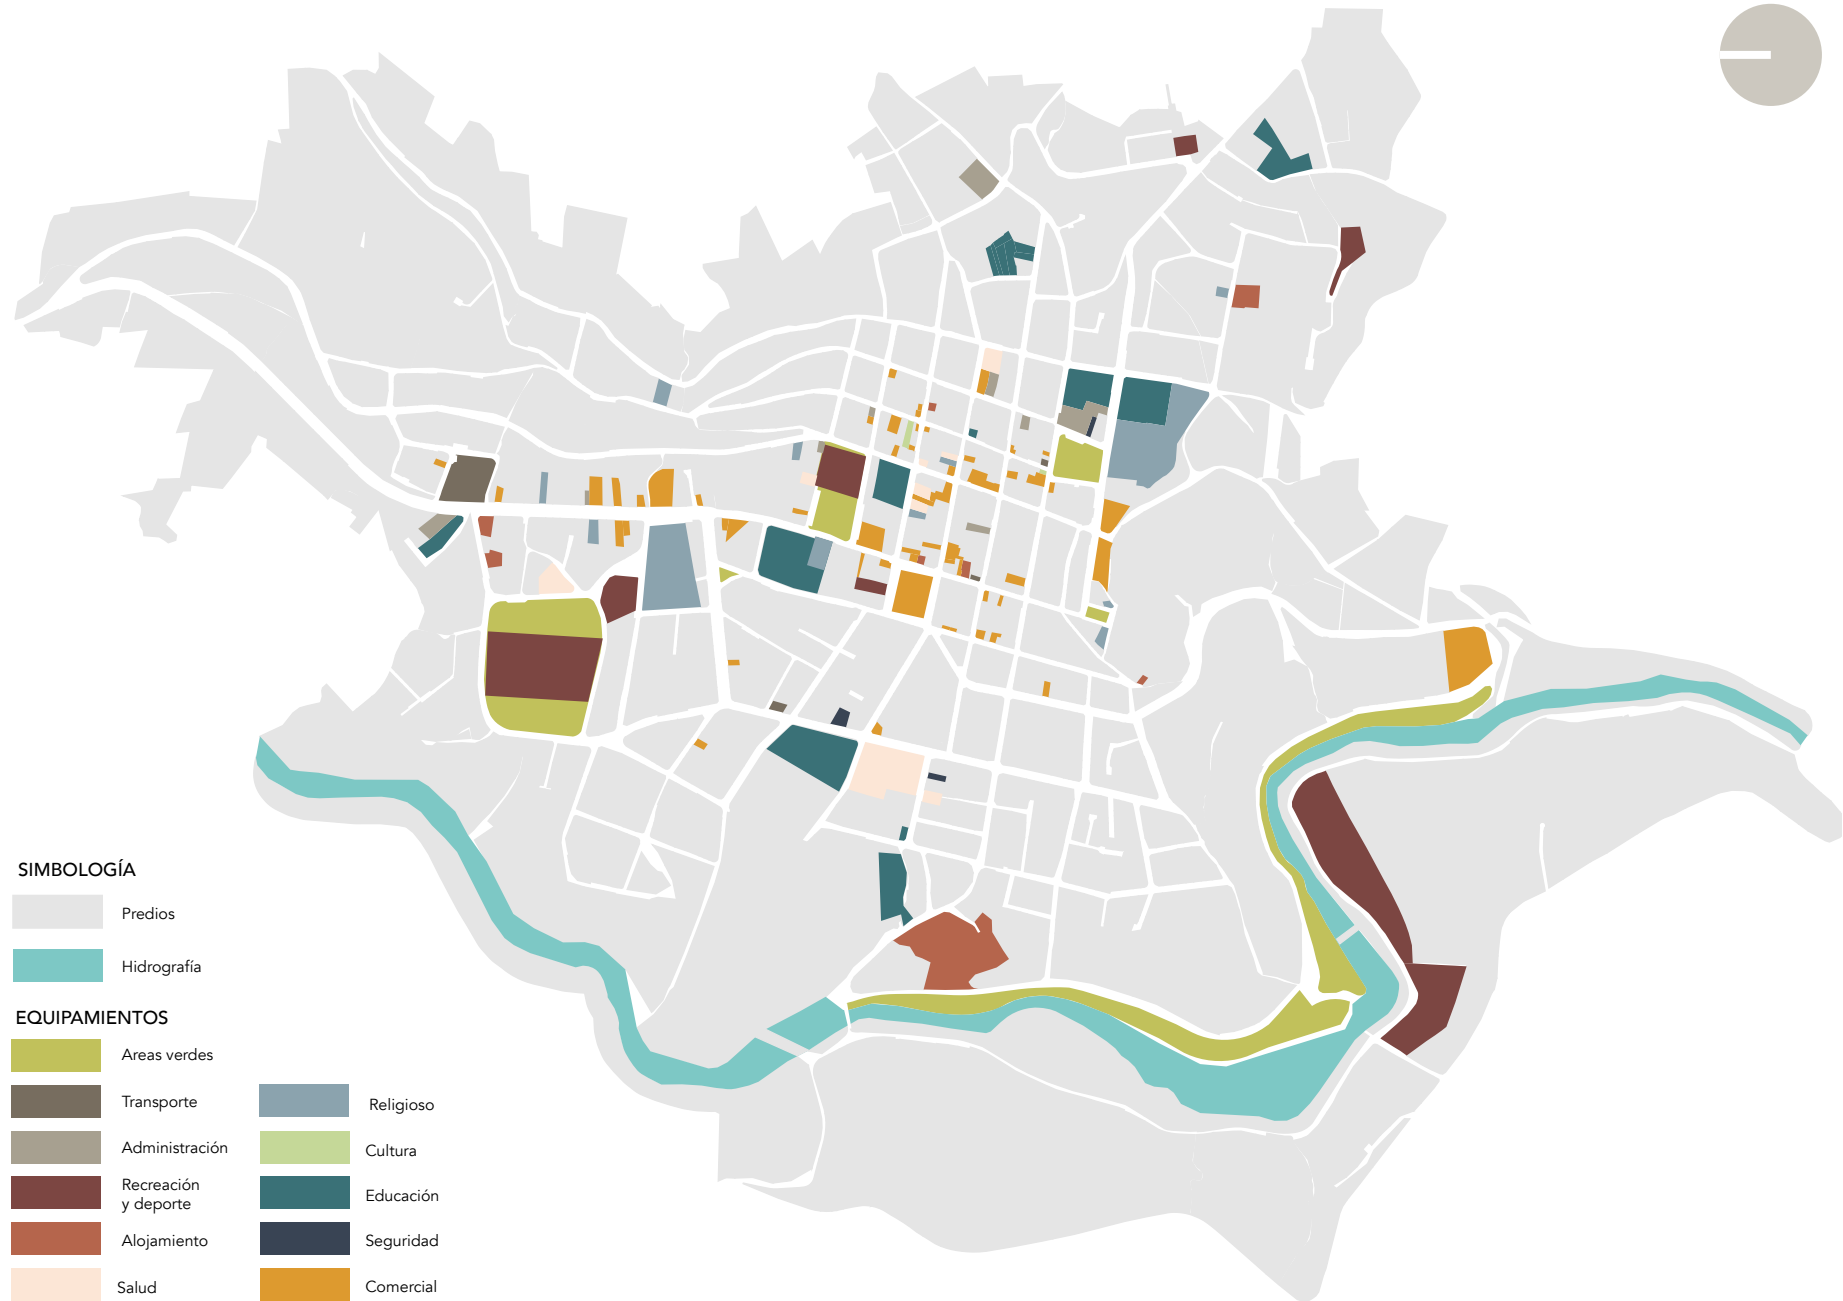 SIMBOLOGÍA
Predios
Hidrografía
EQUIPAMIENTOS
Areas verdes
Transporte
Administración
Recreación
y deporte
Alojamiento
Salud
Religioso
Cultura
Educación
Seguridad
Comercial